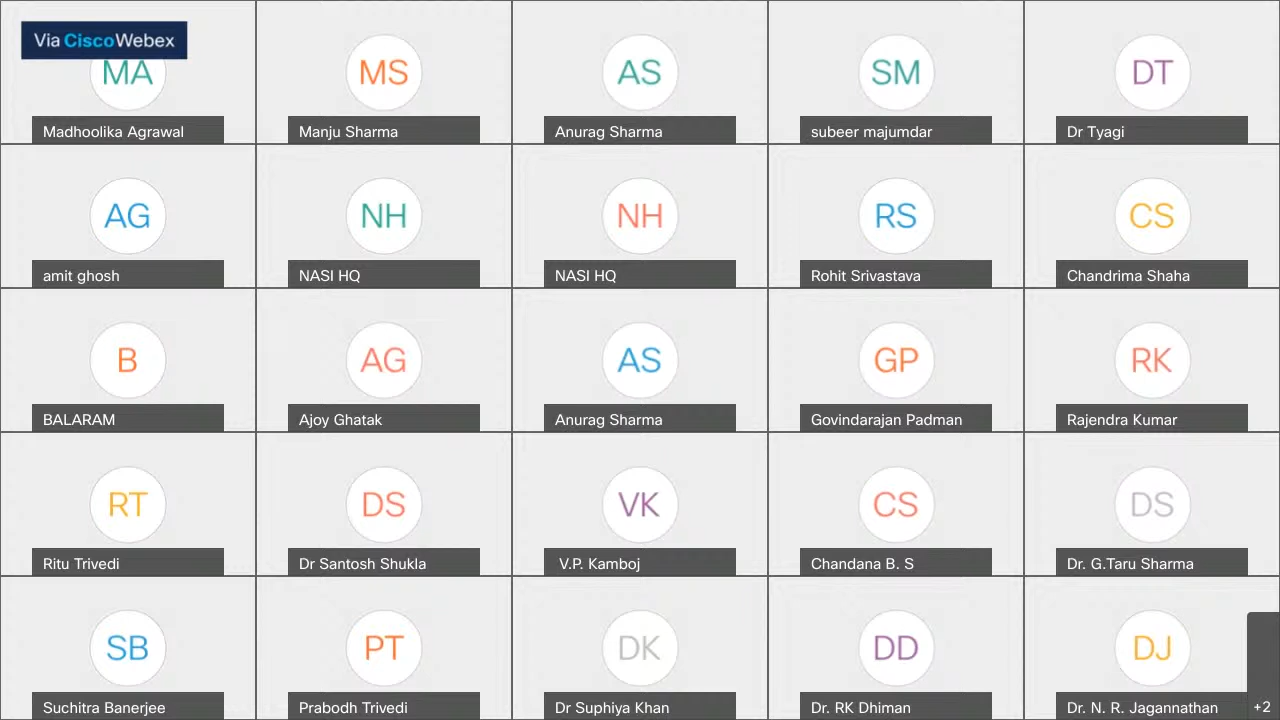 Via CiscoWebex
MA
MS
AS
SM
DT
Madhoolika Agrawal
Manju Sharma
Anurag Sharma
subeer majumdar
Dr Tyagi
AG
NH
NH
RS
CS
amit ghosh
NASI HQ
NASI HQ
Rohit Srivastava
Chandrima Shaha
B
AG
AS
GP
RK
BALARAM
Ajoy Ghatak
Anurag Sharma
Govindarajan Padman
Rajendra Kumar
RT
DS
VK
CS
DS
Ritu Trivedi
Dr Santosh Shukla
V.P. Kamboj
Chandana B. S
Dr. G.Taru Sharma
SB
PT
DK
DD
DJ
Suchitra Banerjee
Prabodh Trivedi
Dr Suphiya Khan
Dr. RK Dhiman
Dr. N. R. Jagannathan
+2